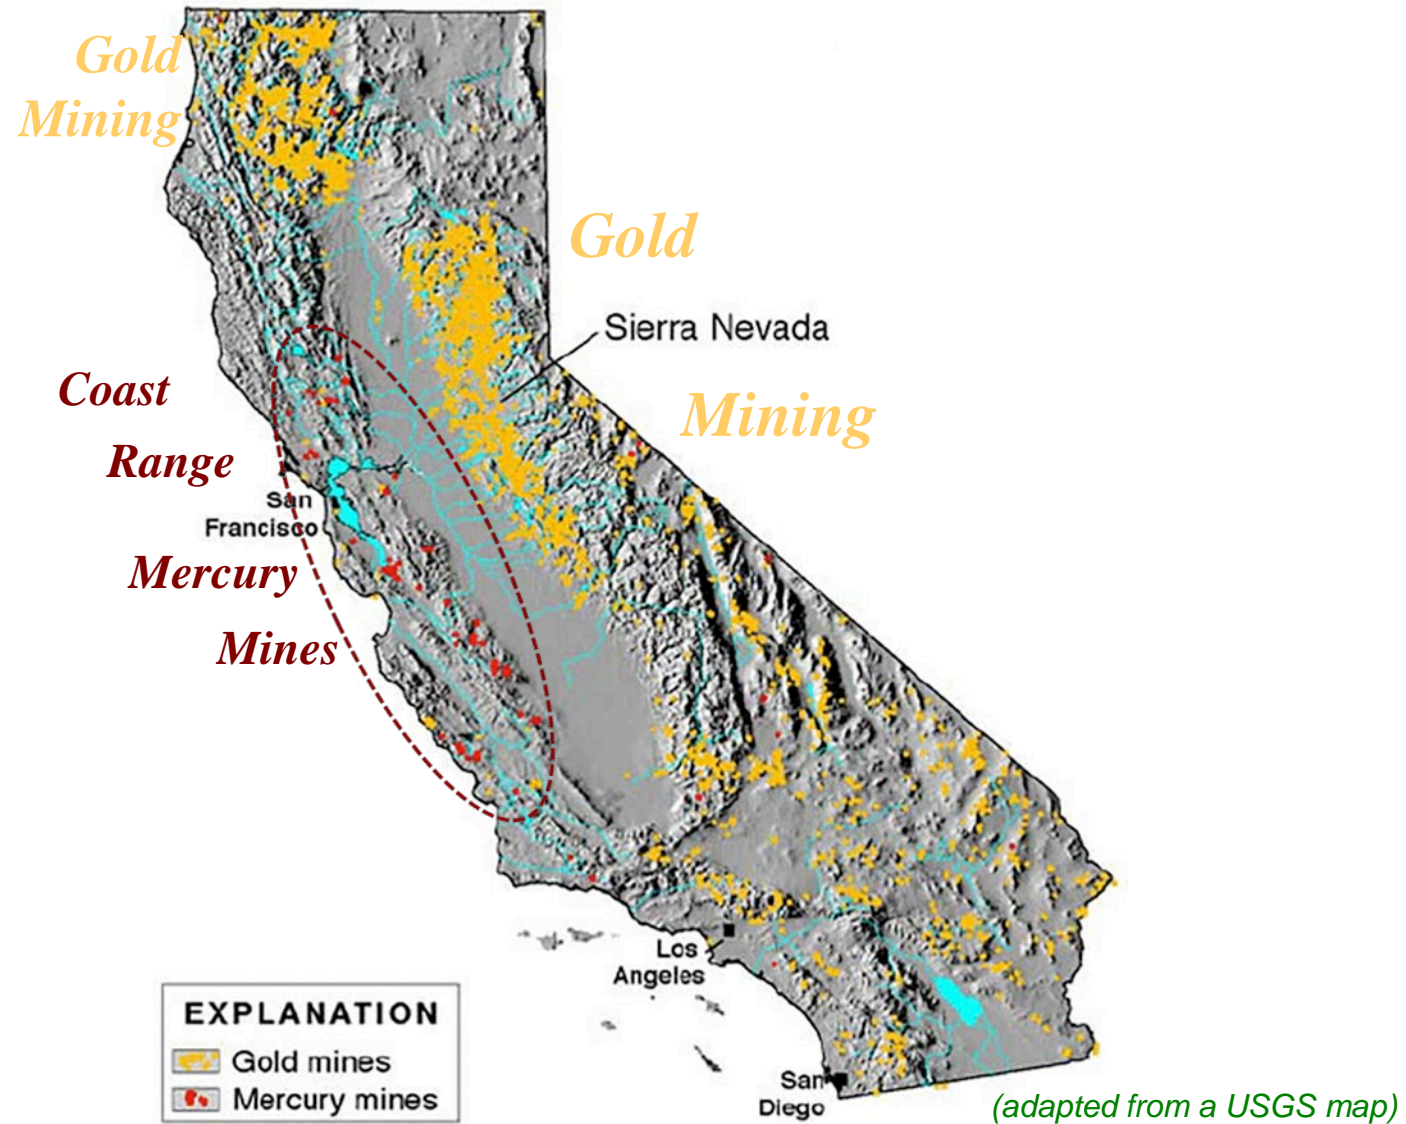 Gold
Mining
Gold
Sierra Nevada
Mining
Coast
Range
San
Francisco
Mercury
Mines
Los
Angeles
San
Diego
EXPLANATION
Gold mines
Mercury mines
(adapted from a USGS map)